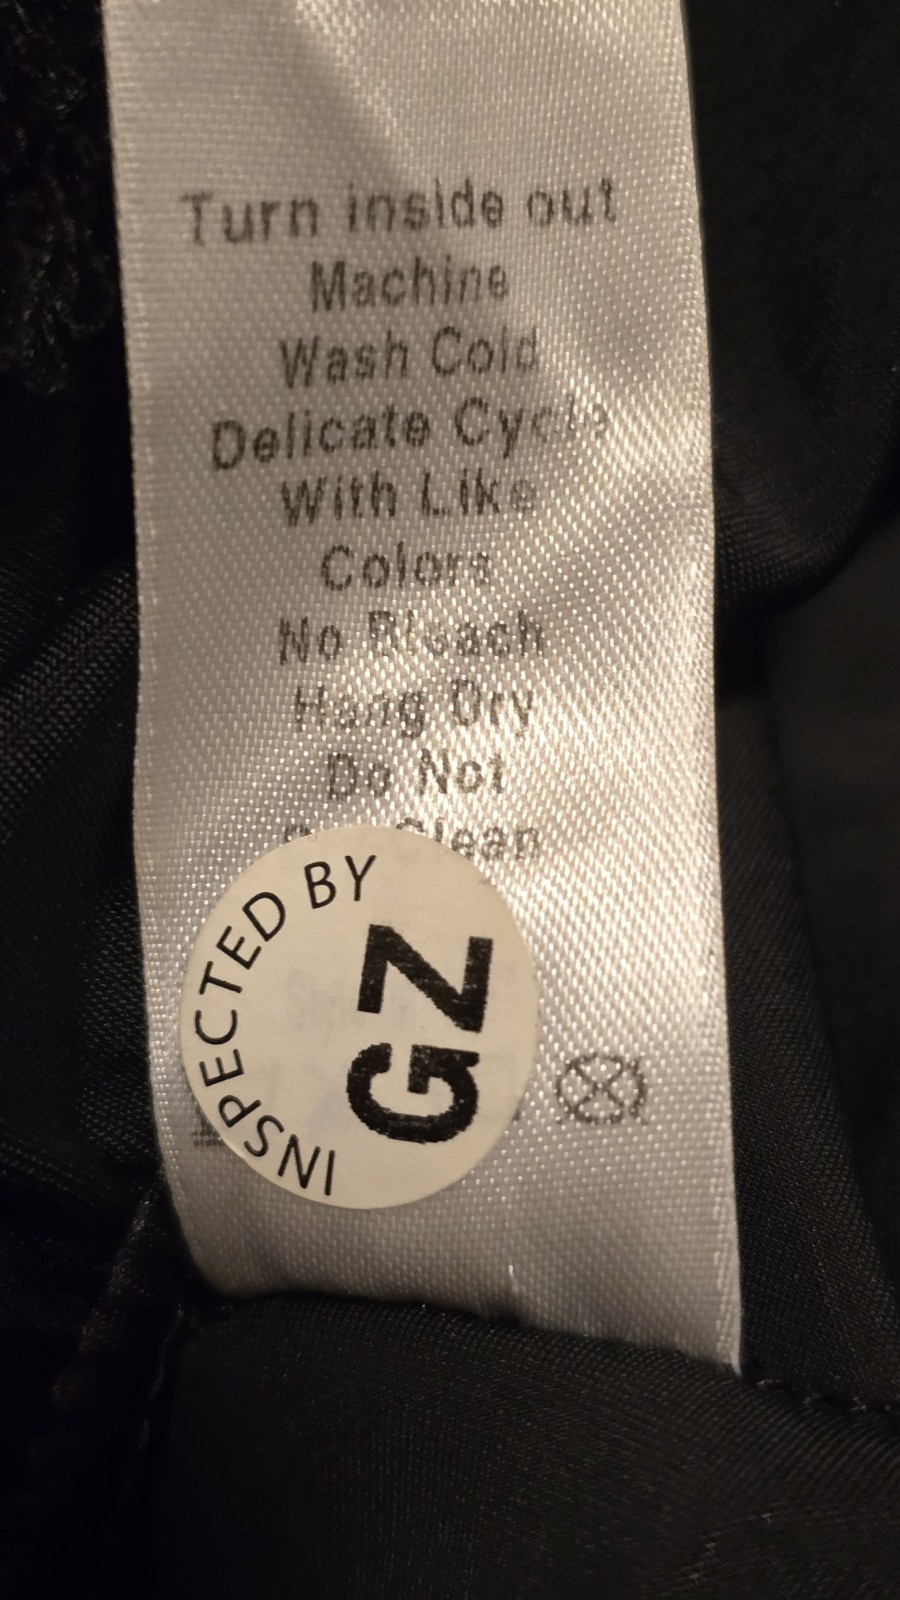 Turn inside out
Machine
Wash Cold
Delicate Cycle
With Like
Colors
No Bleach
Hang Dry
Do Not
Clean
INSPECTED BY
GZ